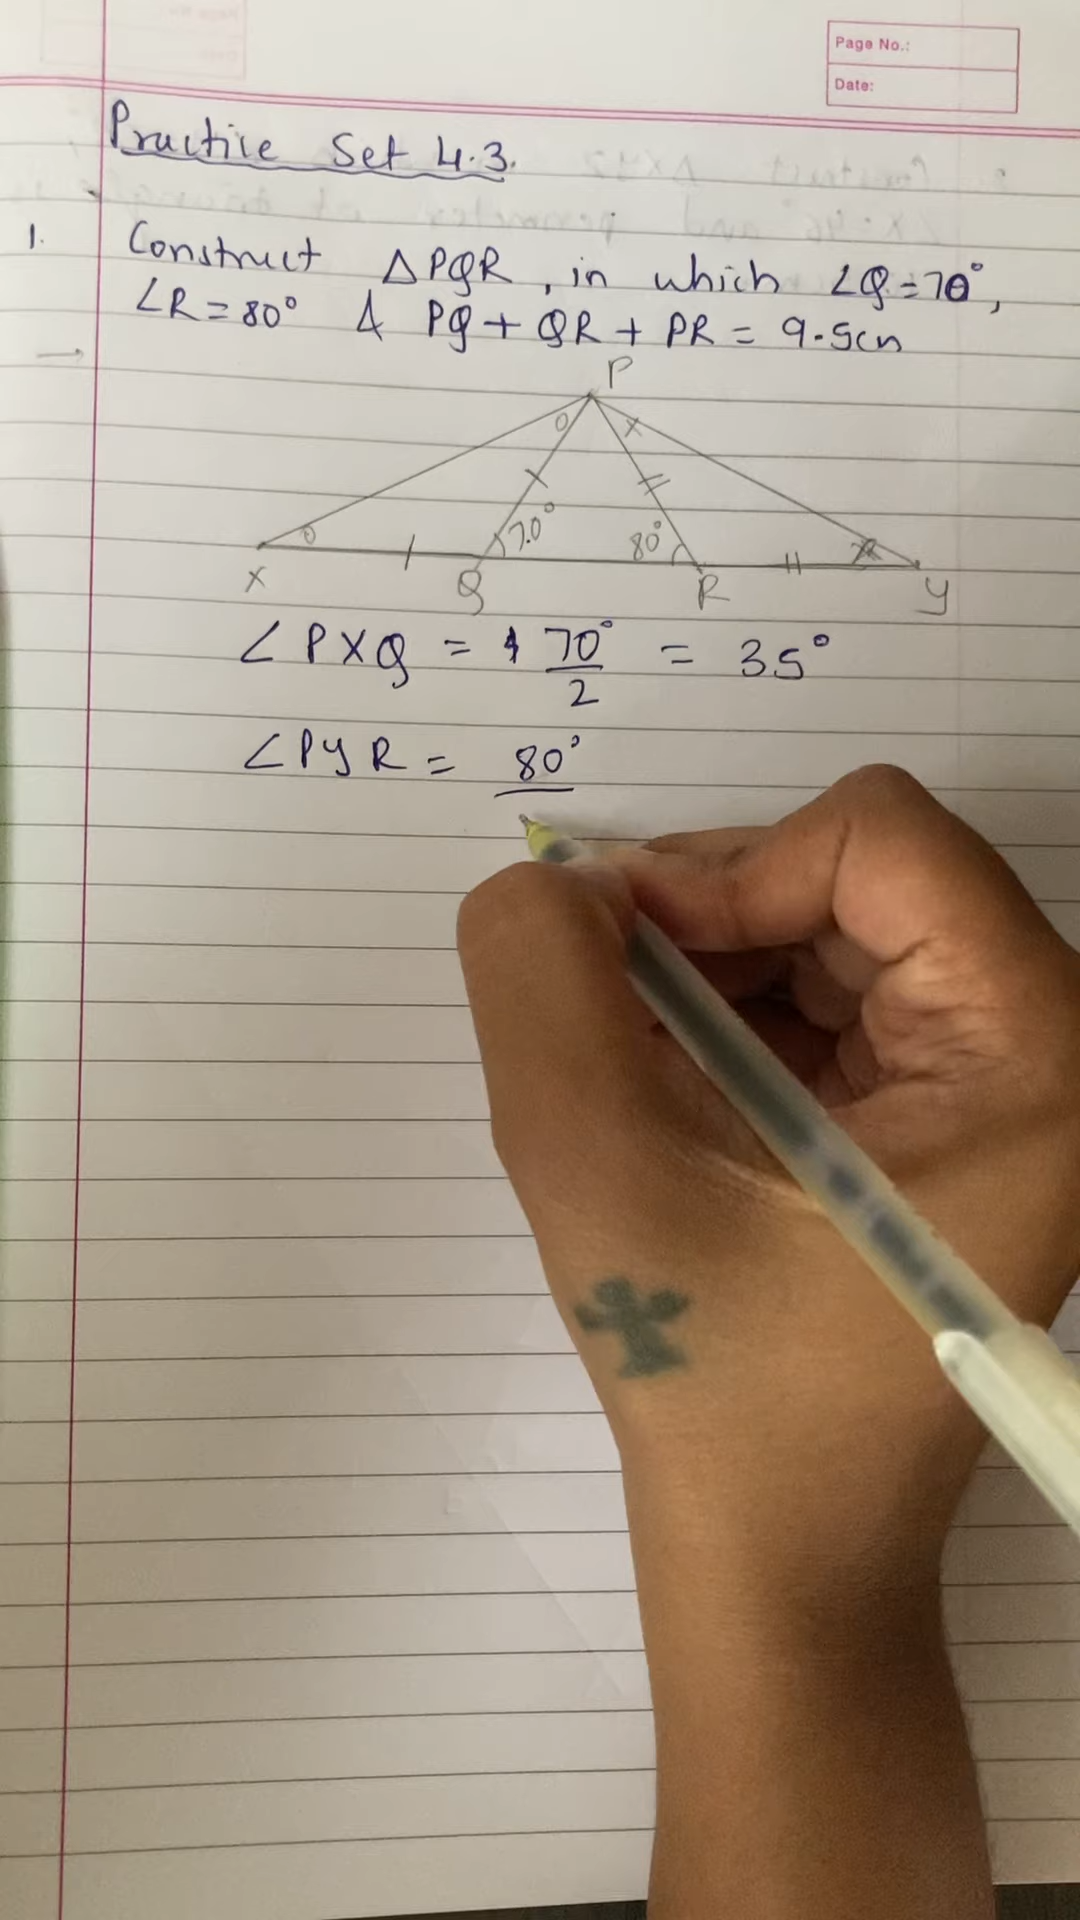 Page No.:
Date:
Practice Set 4.3.
1. Construct △PQR, in which ∠Q = 70°,
∠R = 80° & PQ + QR + PR = 9.5cm
P
o x
o 70° 80° x
X Q R Y
∠PXQ = 70°/2 = 35°
∠PYR = 80°